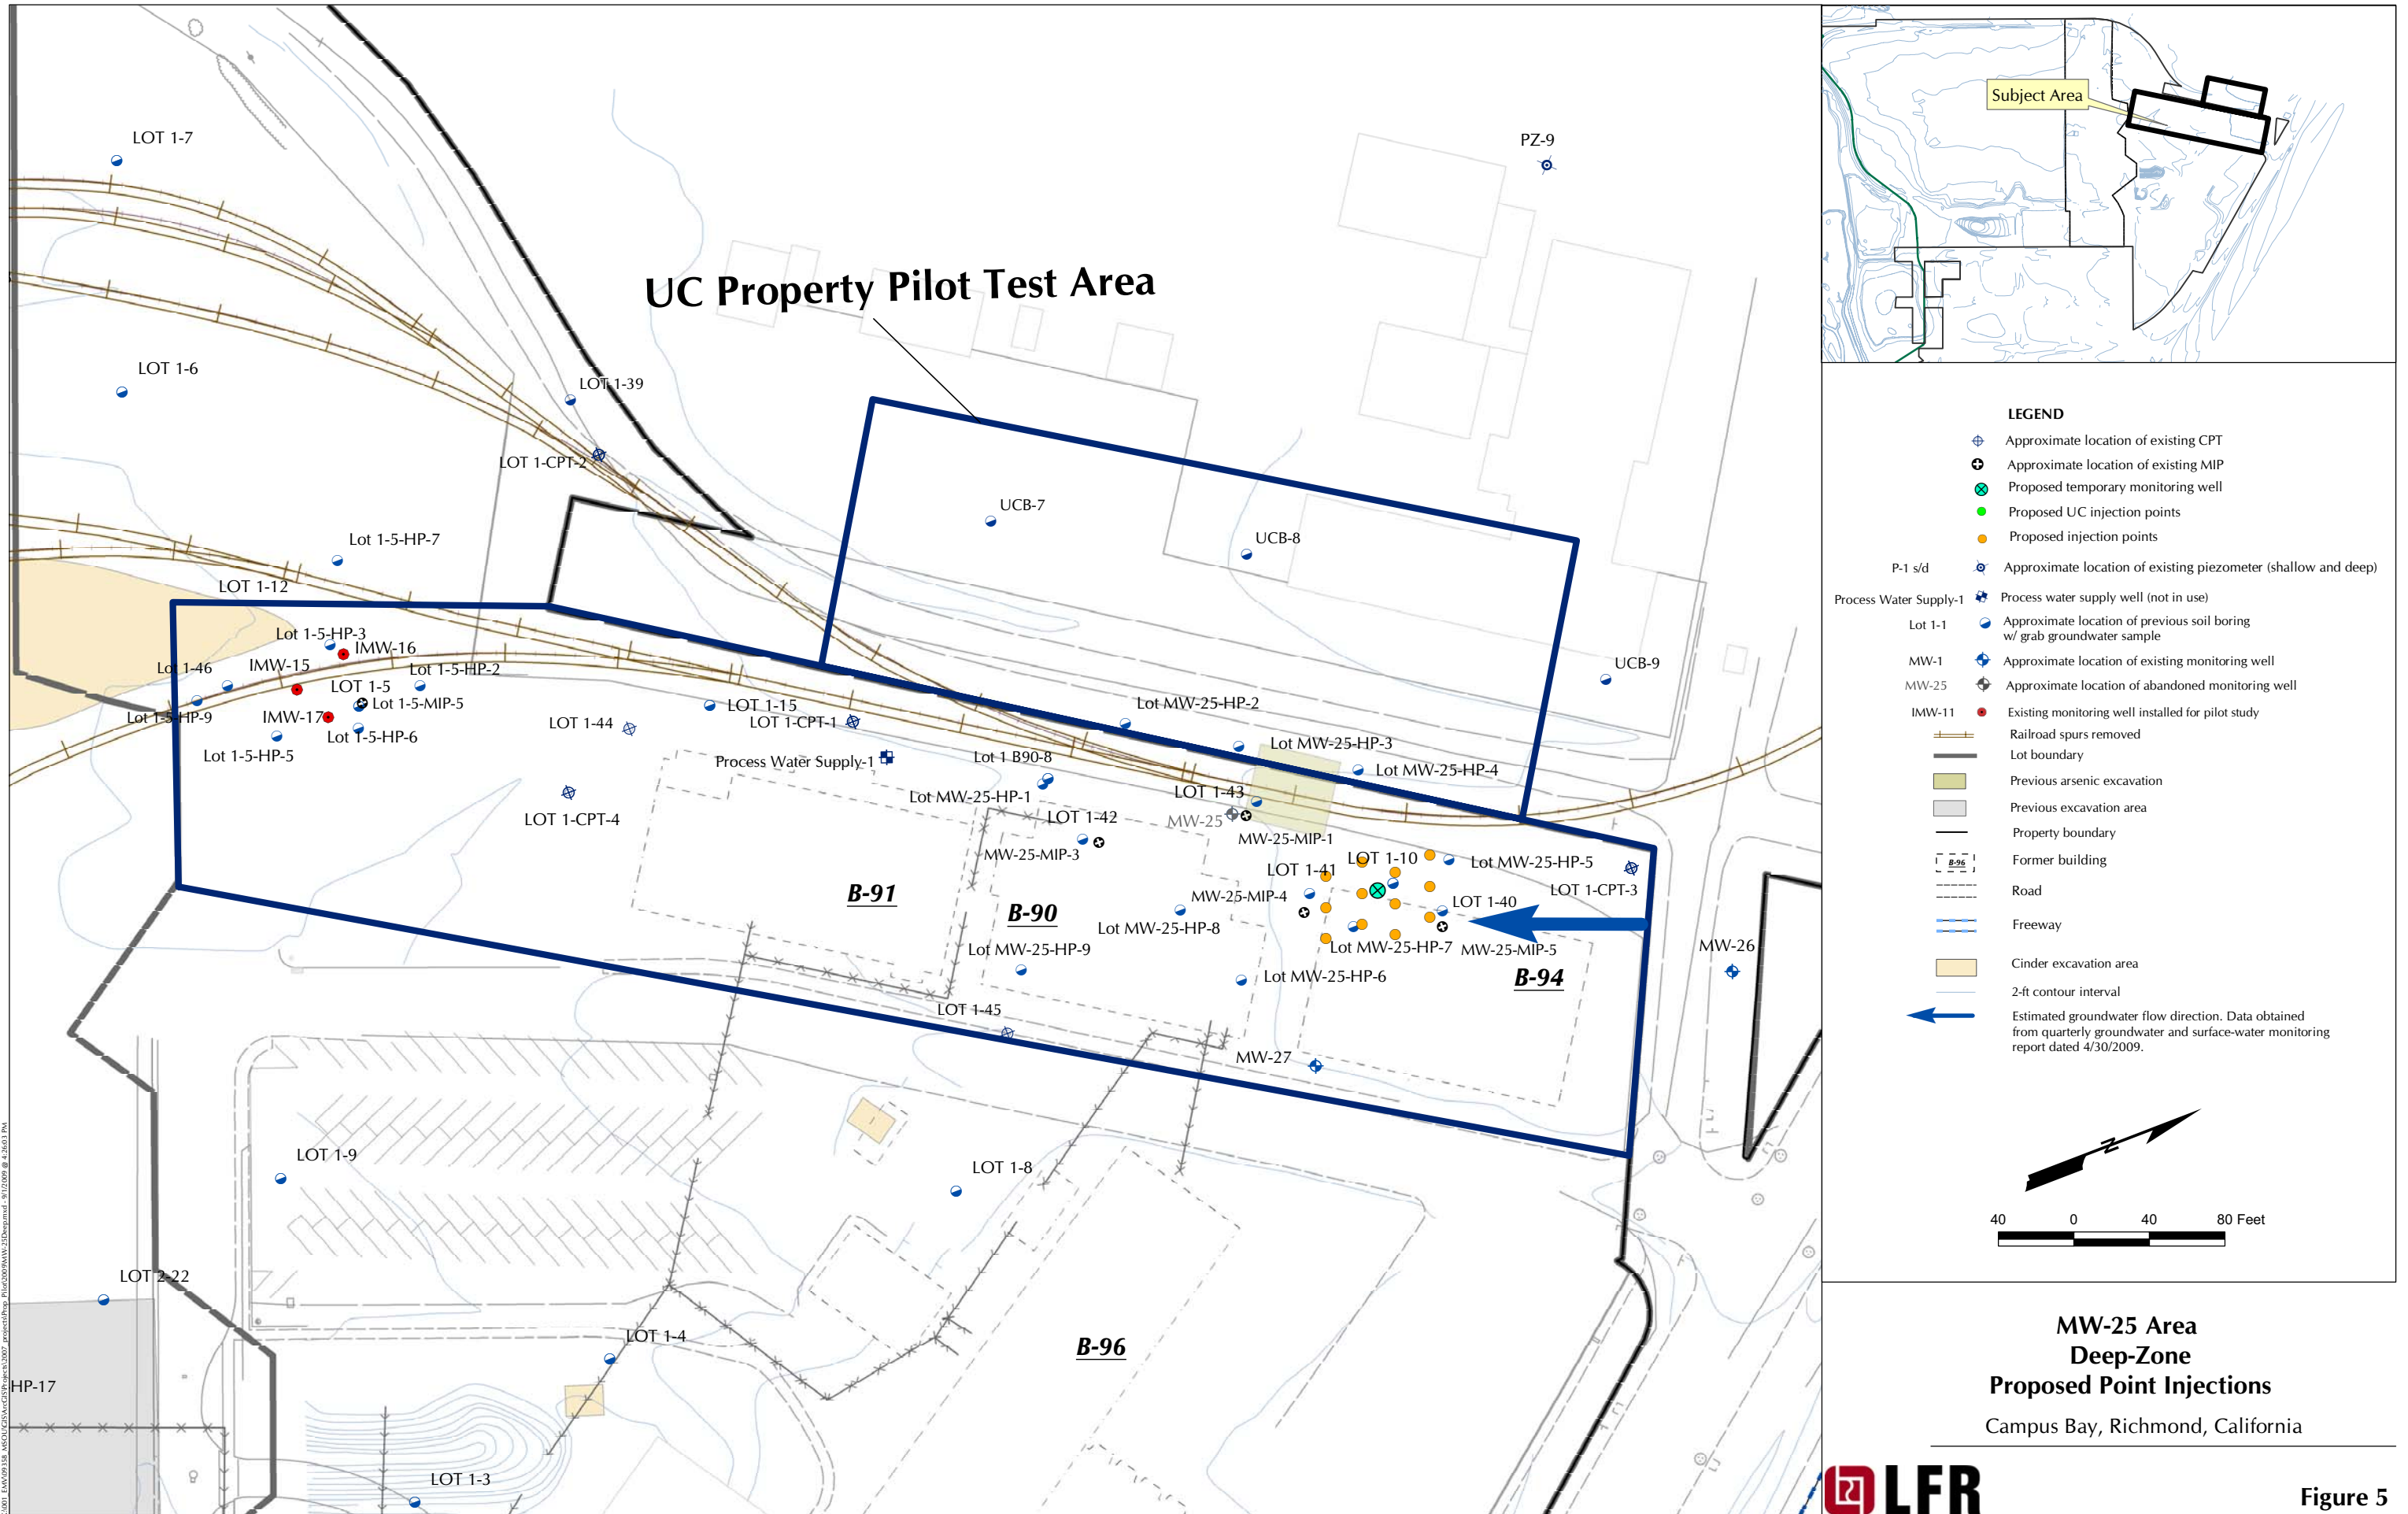 LOT 1-7
PZ-9
UC Property Pilot Test Area
LOT 1-6
LOT 1-39
LOT 1-CPT-2
UCB-7
UCB-8
Lot 1-5-HP-7
LOT 1-12
Lot 1-5-HP-3
IMW-16
Lot 1-46
IMW-15
Lot 1-5-HP-2
LOT 1-5
Lot 1-5-MIP-5
Lot 1-5-HP-9
IMW-17
Lot 1-5-HP-6
Lot 1-5-HP-5
UCB-9
LOT 1-44
LOT 1-15
LOT 1-CPT-1
Lot MW-25-HP-2
Lot MW-25-HP-3
Process Water Supply-1
Lot 1 B90-8
Lot MW-25-HP-4
LOT 1-CPT-4
Lot MW-25-HP-1
LOT 1-43
LOT 1-42
MW-25
MW-25-MIP-1
MW-25-MIP-3
LOT 1-10
Lot MW-25-HP-5
LOT 1-41
LOT 1-CPT-3
B-91
MW-25-MIP-4
LOT 1-40
B-90
Lot MW-25-HP-8
Lot MW-25-HP-9
Lot MW-25-HP-7
MW-25-MIP-5
MW-26
Lot MW-25-HP-6
B-94
LOT 1-45
MW-27
LOT 1-9
LOT 1-8
LOT 2-22
LOT 1-4
B-96
HP-17
LOT 1-3
Subject Area
LEGEND
Approximate location of existing CPT
Approximate location of existing MIP
Proposed temporary monitoring well
Proposed UC injection points
Proposed injection points
P-1 s/d Approximate location of existing piezometer (shallow and deep)
Process Water Supply-1 Process water supply well (not in use)
Lot 1-1 Approximate location of previous soil boring
w/ grab groundwater sample
MW-1 Approximate location of existing monitoring well
MW-25 Approximate location of abandoned monitoring well
IMW-11 Existing monitoring well installed for pilot study
Railroad spurs removed
Lot boundary
Previous arsenic excavation
Previous excavation area
Property boundary
B-96 Former building
Road
Freeway
Cinder excavation area
2-ft contour interval
Estimated groundwater flow direction. Data obtained
from quarterly groundwater and surface-water monitoring
report dated 4/30/2009.
N
40 0 40 80 Feet
MW-25 Area
Deep-Zone
Proposed Point Injections
Campus Bay, Richmond, California
LFR
Figure 5